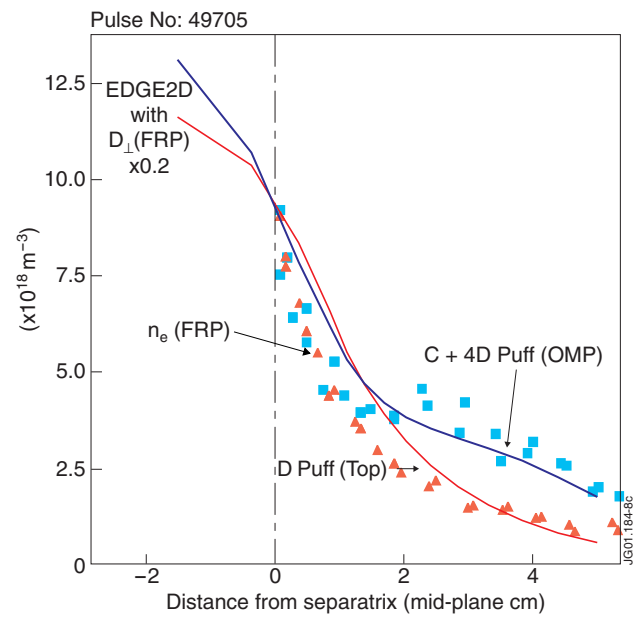 Pulse No: 49705
12.5
10.0
7.5
5.0
2.5
0
(x10¹⁸ m⁻³)
EDGE2D
with
D⊥(FRP)
x0.2
nₑ (FRP)
C + 4D Puff (OMP)
D Puff (Top)
−2
0
2
4
Distance from separatrix (mid-plane cm)
JG01.184-8c